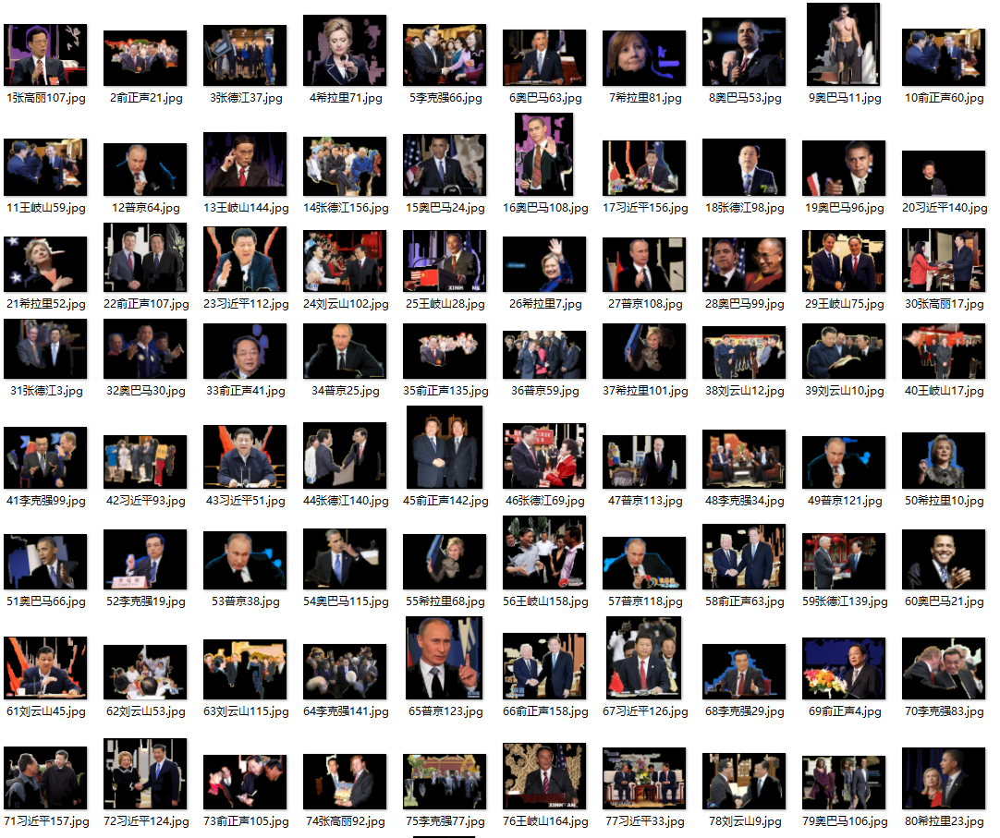 1张高丽107.jpg 2俞正声21.jpg 3张德江37.jpg 4希拉里71.jpg 5李克强66.jpg 6奥巴马63.jpg 7希拉里81.jpg 8奥巴马53.jpg 9奥巴马11.jpg 10俞正声60.jpg
11王岐山59.jpg 12普京64.jpg 13王岐山144.jpg 14张德江156.jpg 15奥巴马24.jpg 16奥巴马108.jpg 17习近平156.jpg 18张德江98.jpg 19奥巴马96.jpg 20习近平140.jpg
XINH NE
21希拉里52.jpg 22俞正声107.jpg 23习近平112.jpg 24刘云山102.jpg 25王岐山28.jpg 26希拉里7.jpg 27普京108.jpg 28奥巴马99.jpg 29王岐山75.jpg 30张高丽17.jpg
31张德江3.jpg 32奥巴马30.jpg 33俞正声41.jpg 34普京25.jpg 35俞正声135.jpg 36普京59.jpg 37希拉里101.jpg 38刘云山12.jpg 39刘云山10.jpg 40王岐山17.jpg
41李克强99.jpg 42习近平93.jpg 43习近平51.jpg 44张德江140.jpg 45俞正声142.jpg 46张德江69.jpg 47普京113.jpg 48李克强34.jpg 49普京121.jpg 50希拉里10.jpg
51奥巴马66.jpg 52李克强19.jpg 53普京38.jpg 54奥巴马115.jpg 55希拉里68.jpg 56王岐山158.jpg 57普京118.jpg 58俞正声63.jpg 59张德江139.jpg 60奥巴马21.jpg
61刘云山45.jpg 62刘云山53.jpg 63刘云山115.jpg 64李克强141.jpg 65普京123.jpg 66俞正声158.jpg 67习近平126.jpg 68李克强29.jpg 69俞正声4.jpg 70李克强83.jpg
XINHUAN
71习近平157.jpg 72习近平124.jpg 73俞正声105.jpg 74张高丽92.jpg 75李克强77.jpg 76王岐山164.jpg 77习近平33.jpg 78刘云山9.jpg 79奥巴马106.jpg 80希拉里23.jpg